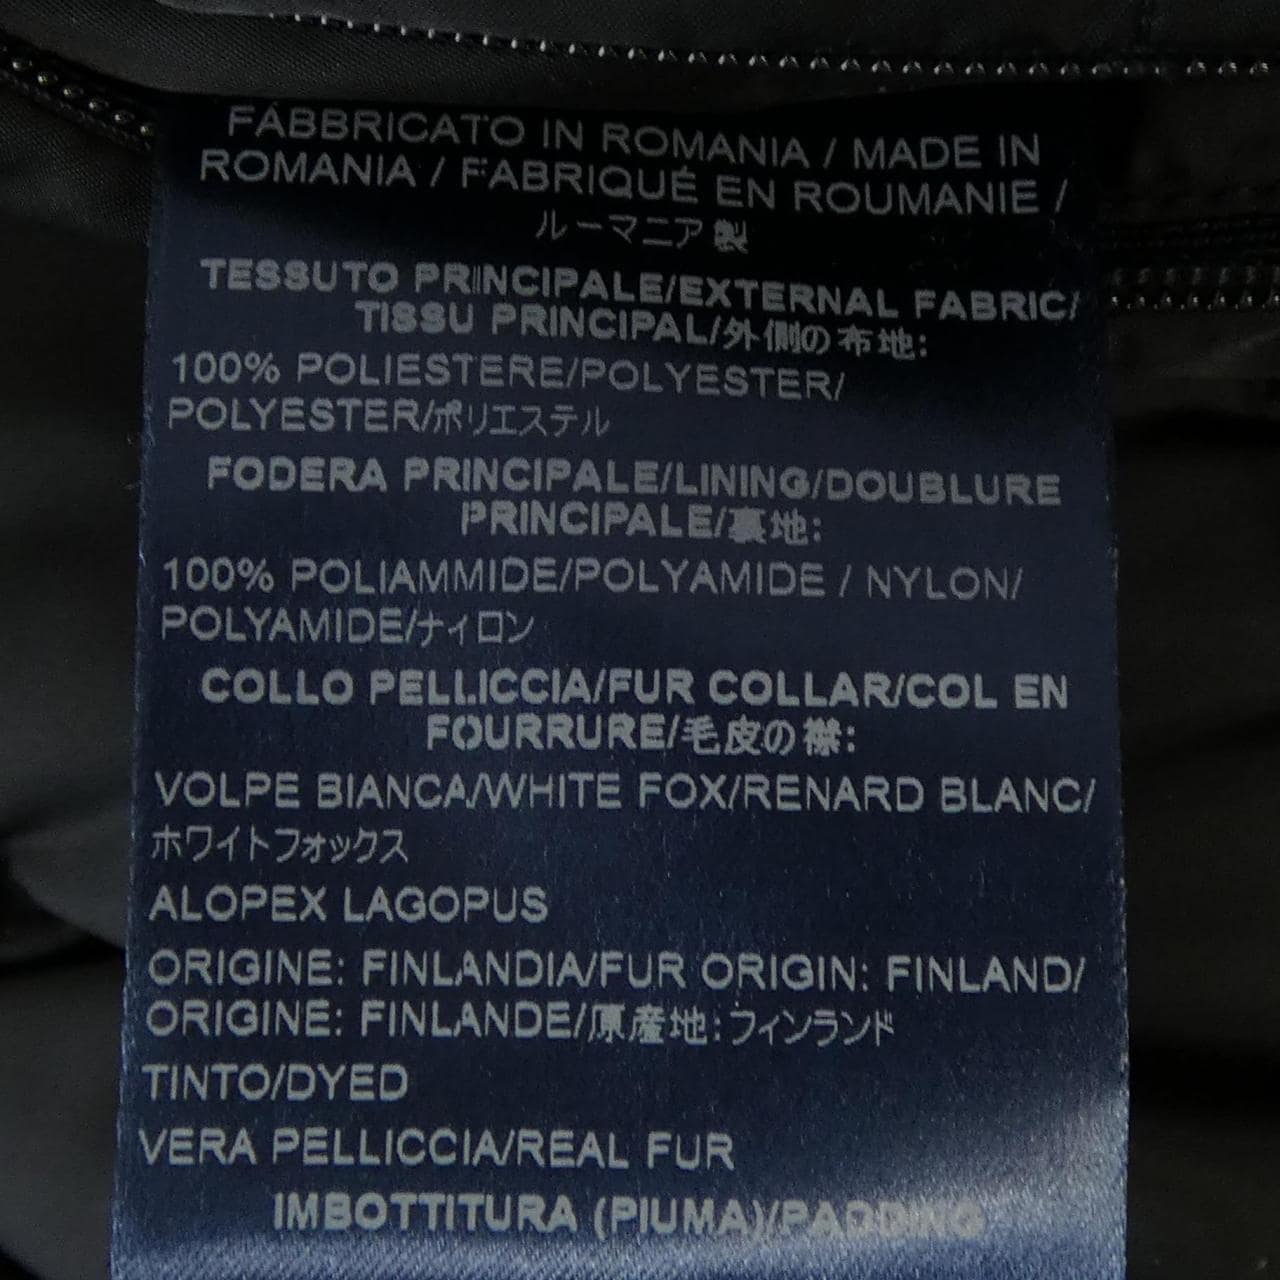 FABBRICATO IN ROMANIA / MADE IN
ROMANIA / FABRIQUÉ EN ROUMANIE /
ルーマニア製
TESSUTO PRINCIPALE/EXTERNAL FABRIC/
TISSU PRINCIPAL/外側の布地:
100% POLIESTERE/POLYESTER/
POLYESTER/ポリエステル
FODERA PRINCIPALE/LINING/DOUBLURE
PRINCIPALE/裏地:
100% POLIAMMIDE/POLYAMIDE / NYLON/
POLYAMIDE/ナイロン
COLLO PELLICCIA/FUR COLLAR/COL EN
FOURRURE/毛皮の襟:
VOLPE BIANCA/WHITE FOX/RENARD BLANC/
ホワイトフォックス
ALOPEX LAGOPUS
ORIGINE: FINLANDIA/FUR ORIGIN: FINLAND/
ORIGINE: FINLANDE/原産地:フィンランド
TINTO/DYED
VERA PELLICCIA/REAL FUR
IMBOTTITURA (PIUMA)/PADDING